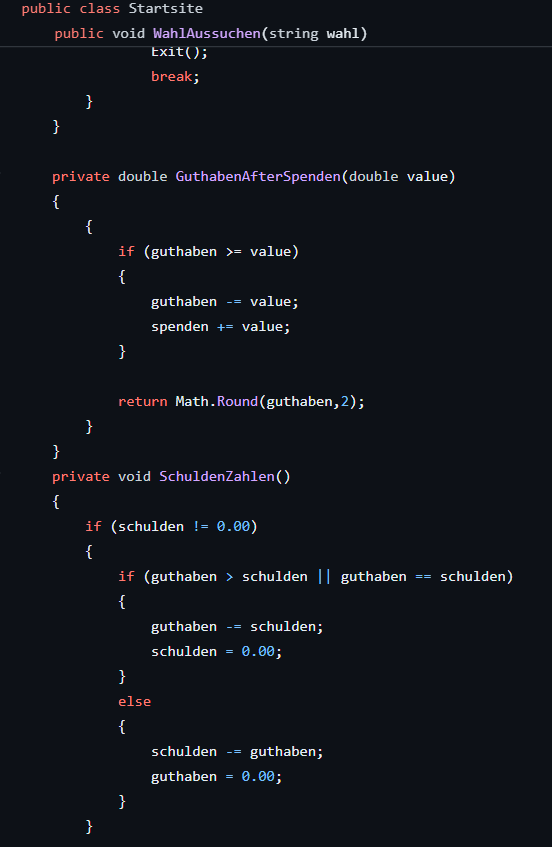 public class Startsite
public void WahlAussuchen(string wahl)
Exit();
break;
}
}
private double GuthabenAfterSpenden(double value)
{
{
if (guthaben >= value)
{
guthaben -= value;
spenden += value;
}
return Math.Round(guthaben,2);
}
}
private void SchuldenZahlen()
{
if (schulden != 0.00)
{
if (guthaben > schulden || guthaben == schulden)
{
guthaben -= schulden;
schulden = 0.00;
}
else
{
schulden -= guthaben;
guthaben = 0.00;
}
}